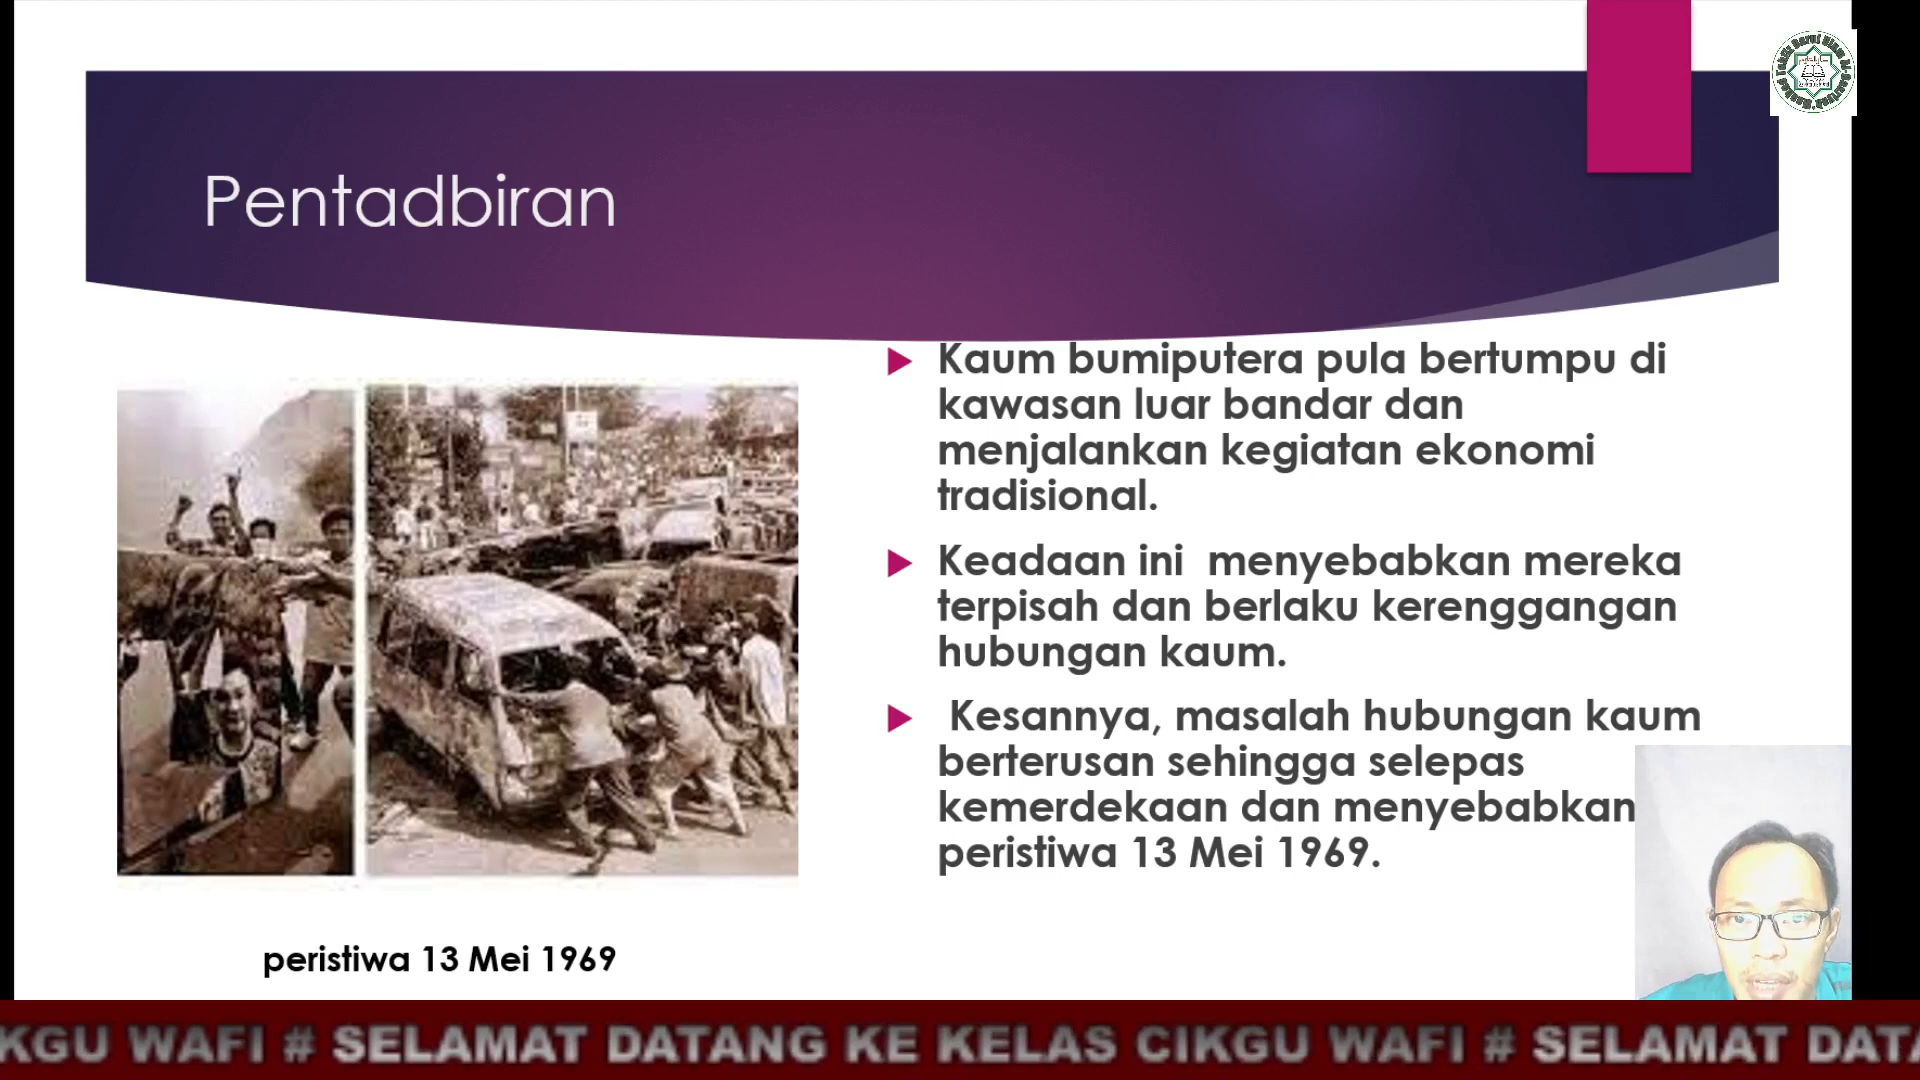 Pentadbiran
Kaum bumiputera pula bertumpu di
kawasan luar bandar dan
menjalankan kegiatan ekonomi
tradisional.
Keadaan ini menyebabkan mereka
terpisah dan berlaku kerenggangan
hubungan kaum.
Kesannya, masalah hubungan kaum
berterusan sehingga selepas
kemerdekaan dan menyebabkan
peristiwa 13 Mei 1969.
peristiwa 13 Mei 1969
KGU WAFI # SELAMAT DATANG KE KELAS CIKGU WAFI # SELAMAT DATA